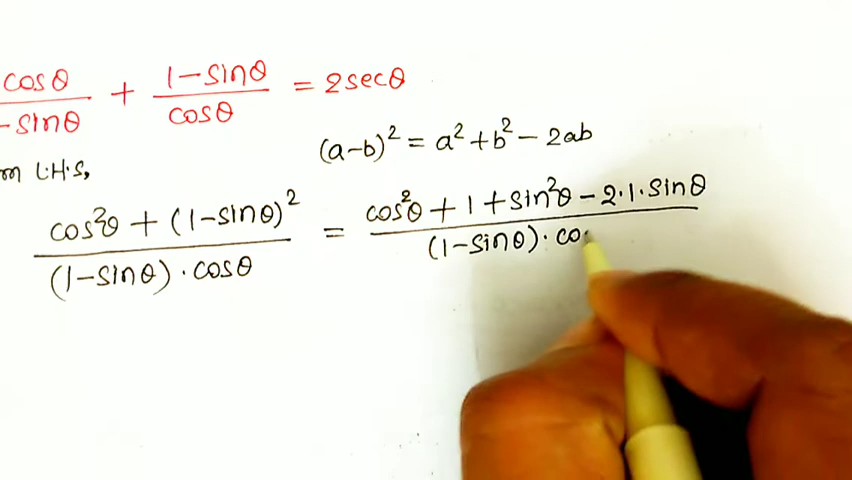 cosθ / -sinθ + 1-sinθ / cosθ = 2secθ
(a-b)² = a² + b² - 2ab
m L.H.S,
cos²θ + (1-sinθ)² / (1-sinθ)·cosθ = cos²θ + 1 + sin²θ - 2·1·sinθ / (1-sinθ)·co